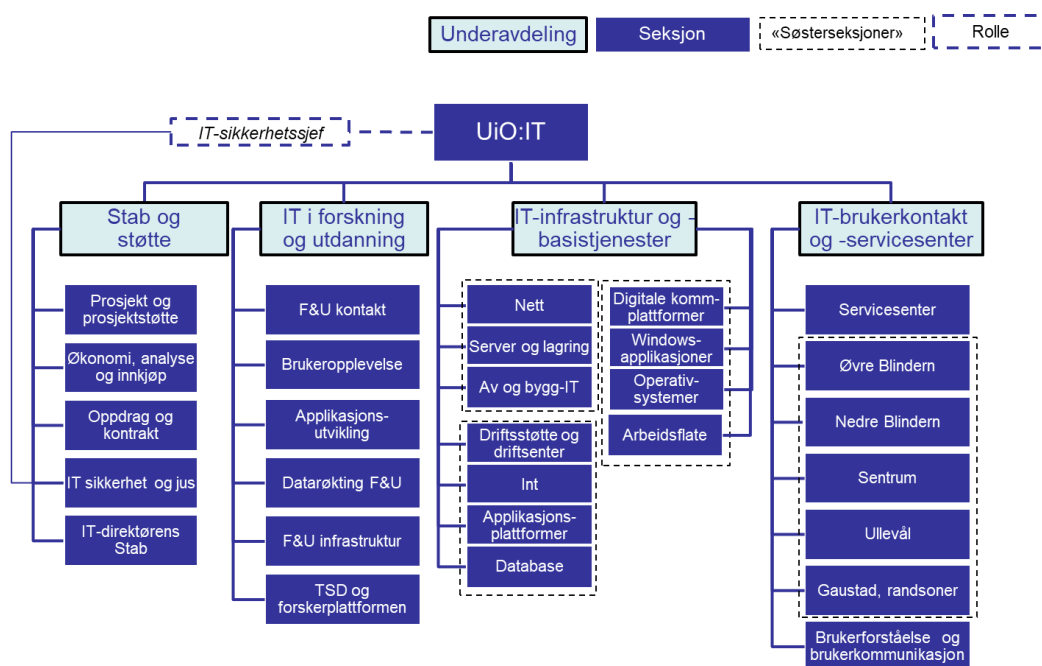 Underavdeling
Seksjon
«Søsterseksjoner»
Rolle
IT-sikkerhetssjef
UiO:IT
Stab og
støtte
Prosjekt og
prosjektstøtte
Økonomi, analyse
og innkjøp
Oppdrag og
kontrakt
IT sikkerhet og jus
IT-direktørens
Stab
IT i forskning
og utdanning
F&U kontakt
Brukeropplevelse
Applikasjons-
utvikling
Datarøkting F&U
F&U infrastruktur
TSD og
forskerplattformen
IT-infrastruktur og -
basistjenester
Nett
Server og lagring
Av og bygg-IT
Driftsstøtte og
driftsenter
Int
Applikasjons-
plattformer
Database
Digitale komm-
plattformer
Windows-
applikasjoner
Operativ-
systemer
Arbeidsflate
IT-brukerkontakt
og -servicesenter
Servicesenter
Øvre Blindern
Nedre Blindern
Sentrum
Ullevål
Gaustad, randsoner
Brukerforståelse og
brukerkommunikasjon